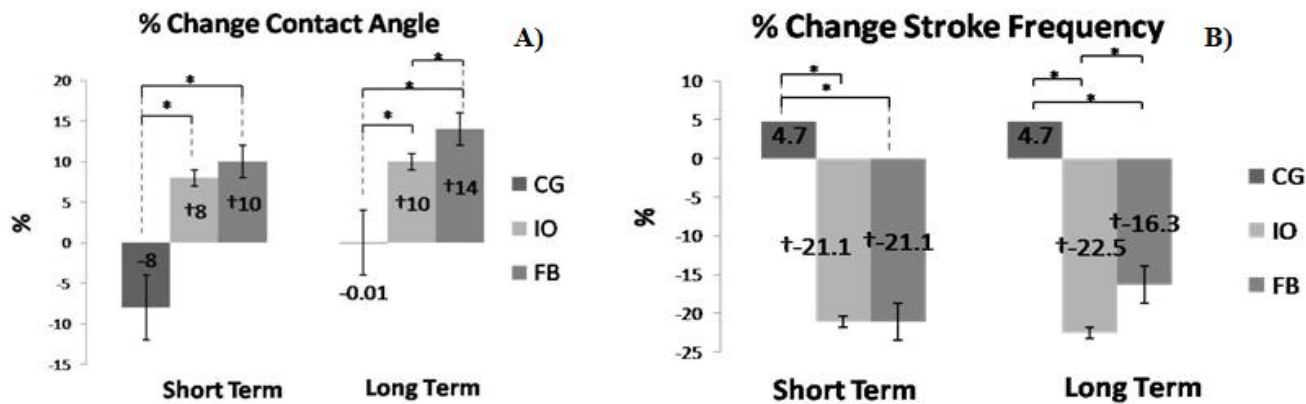 % Change Contact Angle
A)
20
15
10
5
0
-5
-10
-15
%
*
*
*
*
*
-8
†8
†10
-0.01
†10
†14
CG
IO
FB
Short Term
Long Term
% Change Stroke Frequency
B)
10
5
0
-5
-10
-15
-20
-25
%
*
*
*
*
*
4.7
†-21.1
†-21.1
4.7
†-22.5
†-16.3
CG
IO
FB
Short Term
Long Term